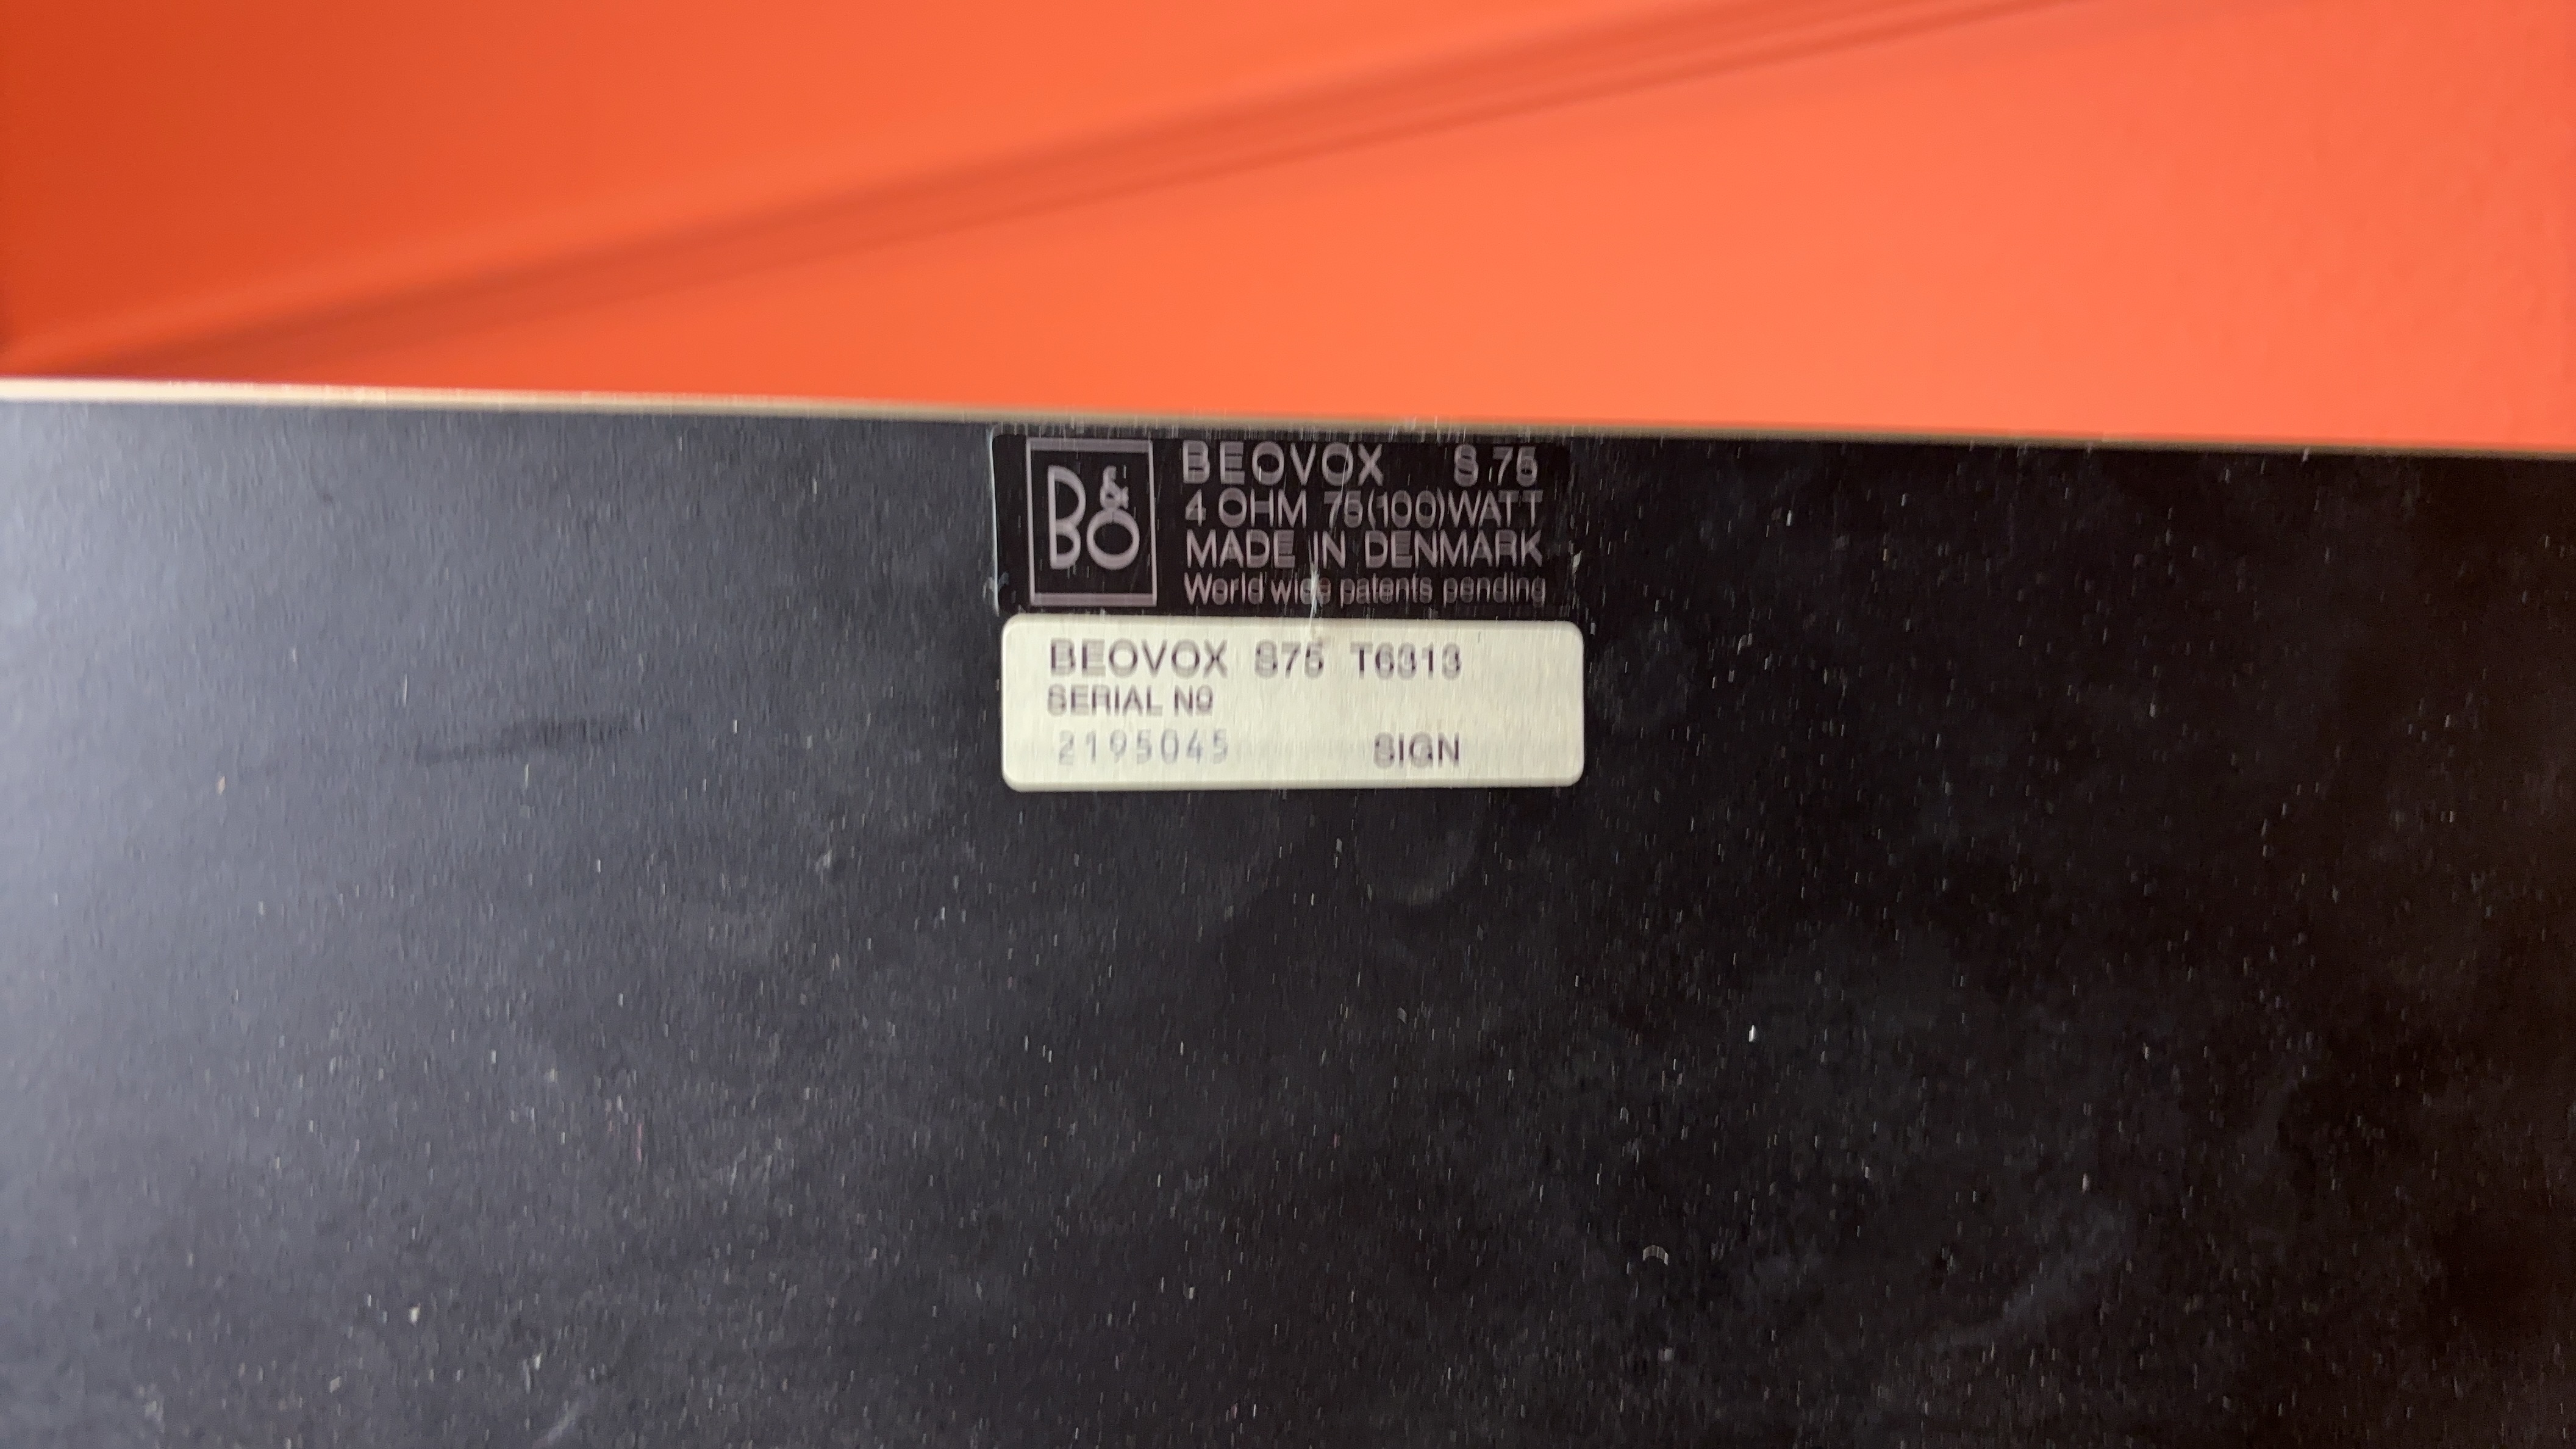 B&O
BEOVOX S 75
4 OHM 75(100)WATT
MADE IN DENMARK
World wide patents pending
BEOVOX S75 T6313
SERIAL Nº
2195045 SIGN